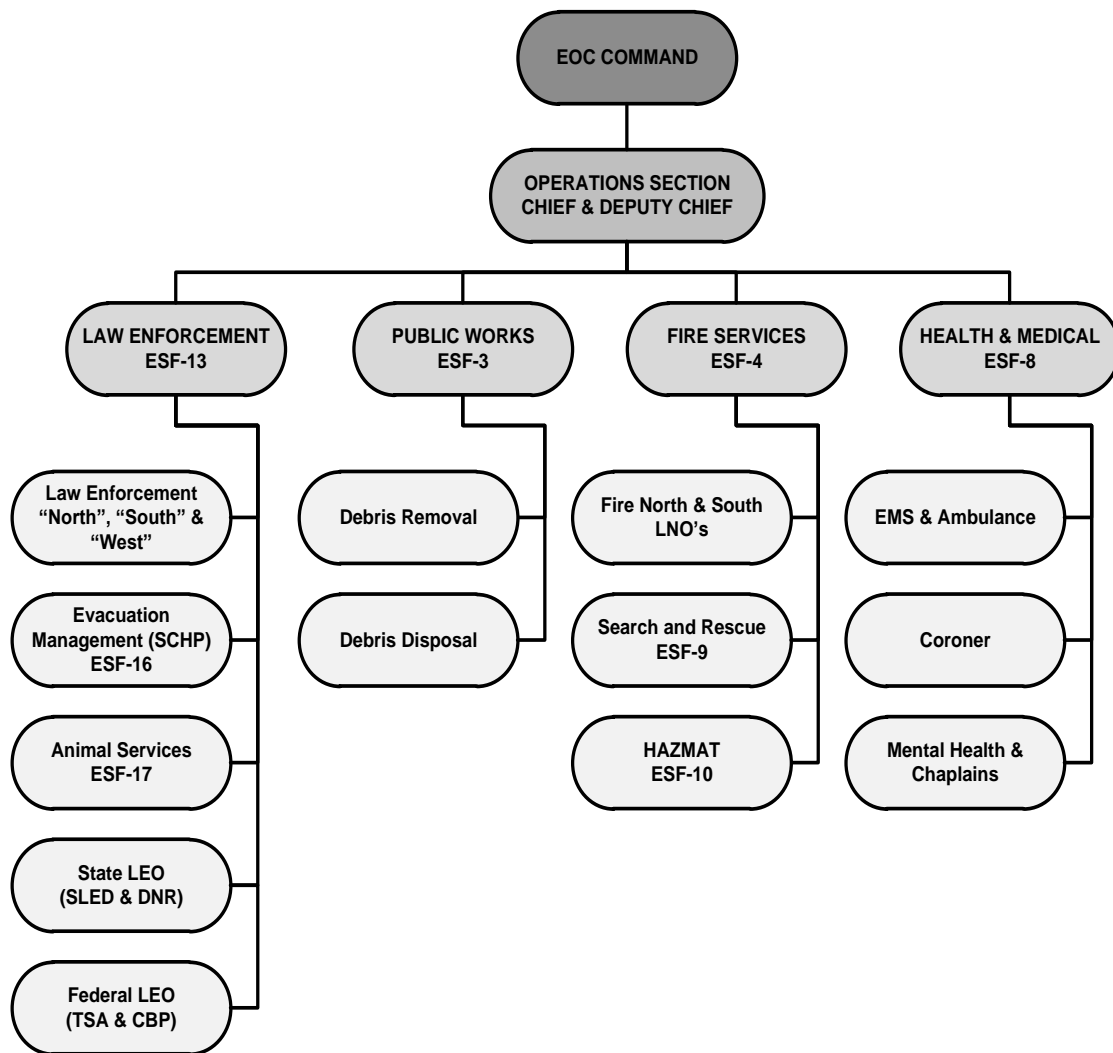 EOC COMMAND
OPERATIONS SECTION
CHIEF & DEPUTY CHIEF
LAW ENFORCEMENT
ESF-13
PUBLIC WORKS
ESF-3
FIRE SERVICES
ESF-4
HEALTH & MEDICAL
ESF-8
Law Enforcement
“North”, “South” &
“West”
Evacuation
Management (SCHP)
ESF-16
Animal Services
ESF-17
State LEO
(SLED & DNR)
Federal LEO
(TSA & CBP)
Debris Removal
Debris Disposal
Fire North & South
LNO’s
Search and Rescue
ESF-9
HAZMAT
ESF-10
EMS & Ambulance
Coroner
Mental Health &
Chaplains